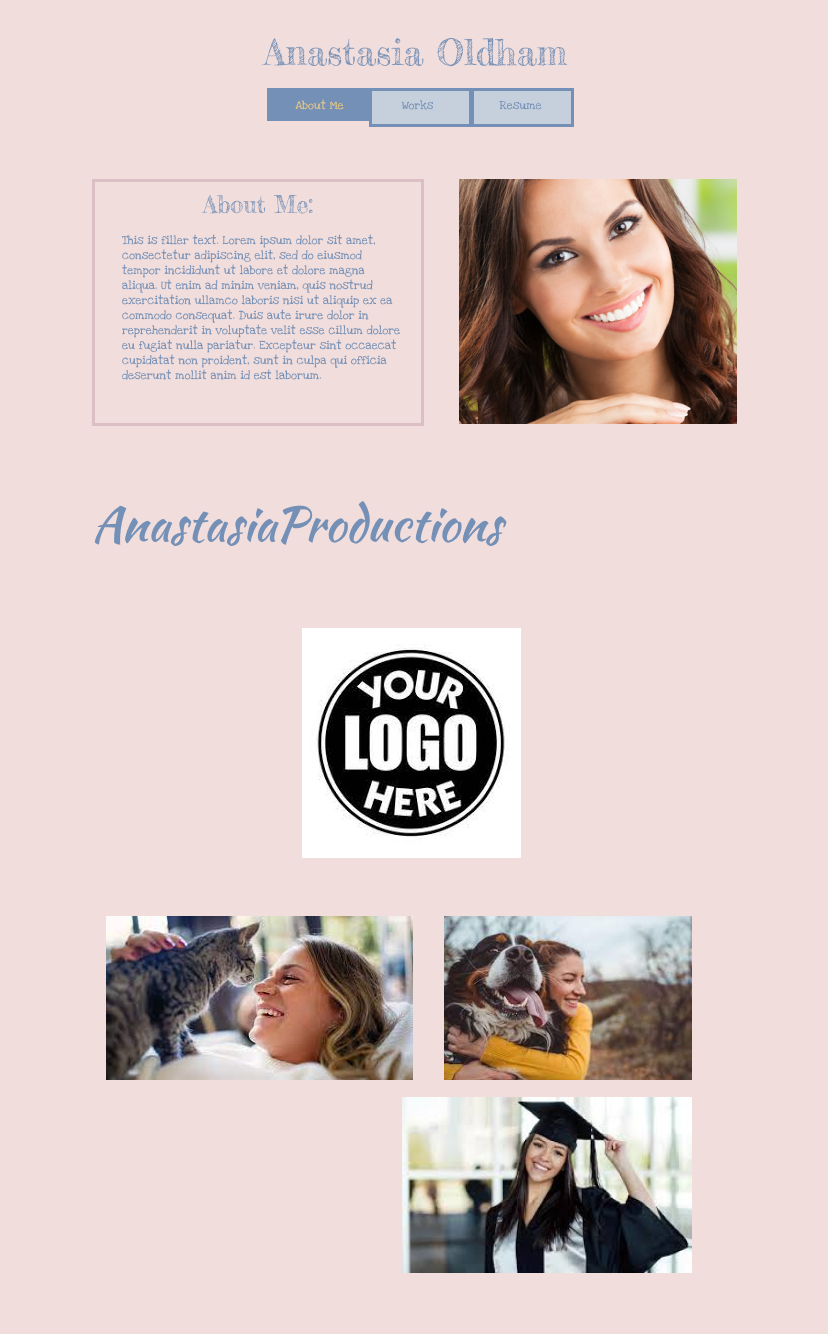 Anastasia Oldham
About Me
Works
Resume
About Me:
This is filler text. Lorem ipsum dolor sit amet,
consectetur adipiscing elit, sed do eiusmod
tempor incididunt ut labore et dolore magna
aliqua. Ut enim ad minim veniam, quis nostrud
exercitation ullamco laboris nisi ut aliquip ex ea
commodo consequat. Duis aute irure dolor in
reprehenderit in voluptate velit esse cillum dolore
eu fugiat nulla pariatur. Excepteur sint occaecat
cupidatat non proident, sunt in culpa qui officia
deserunt mollit anim id est laborum.
AnastasiaProductions
YOUR
LOGO
HERE